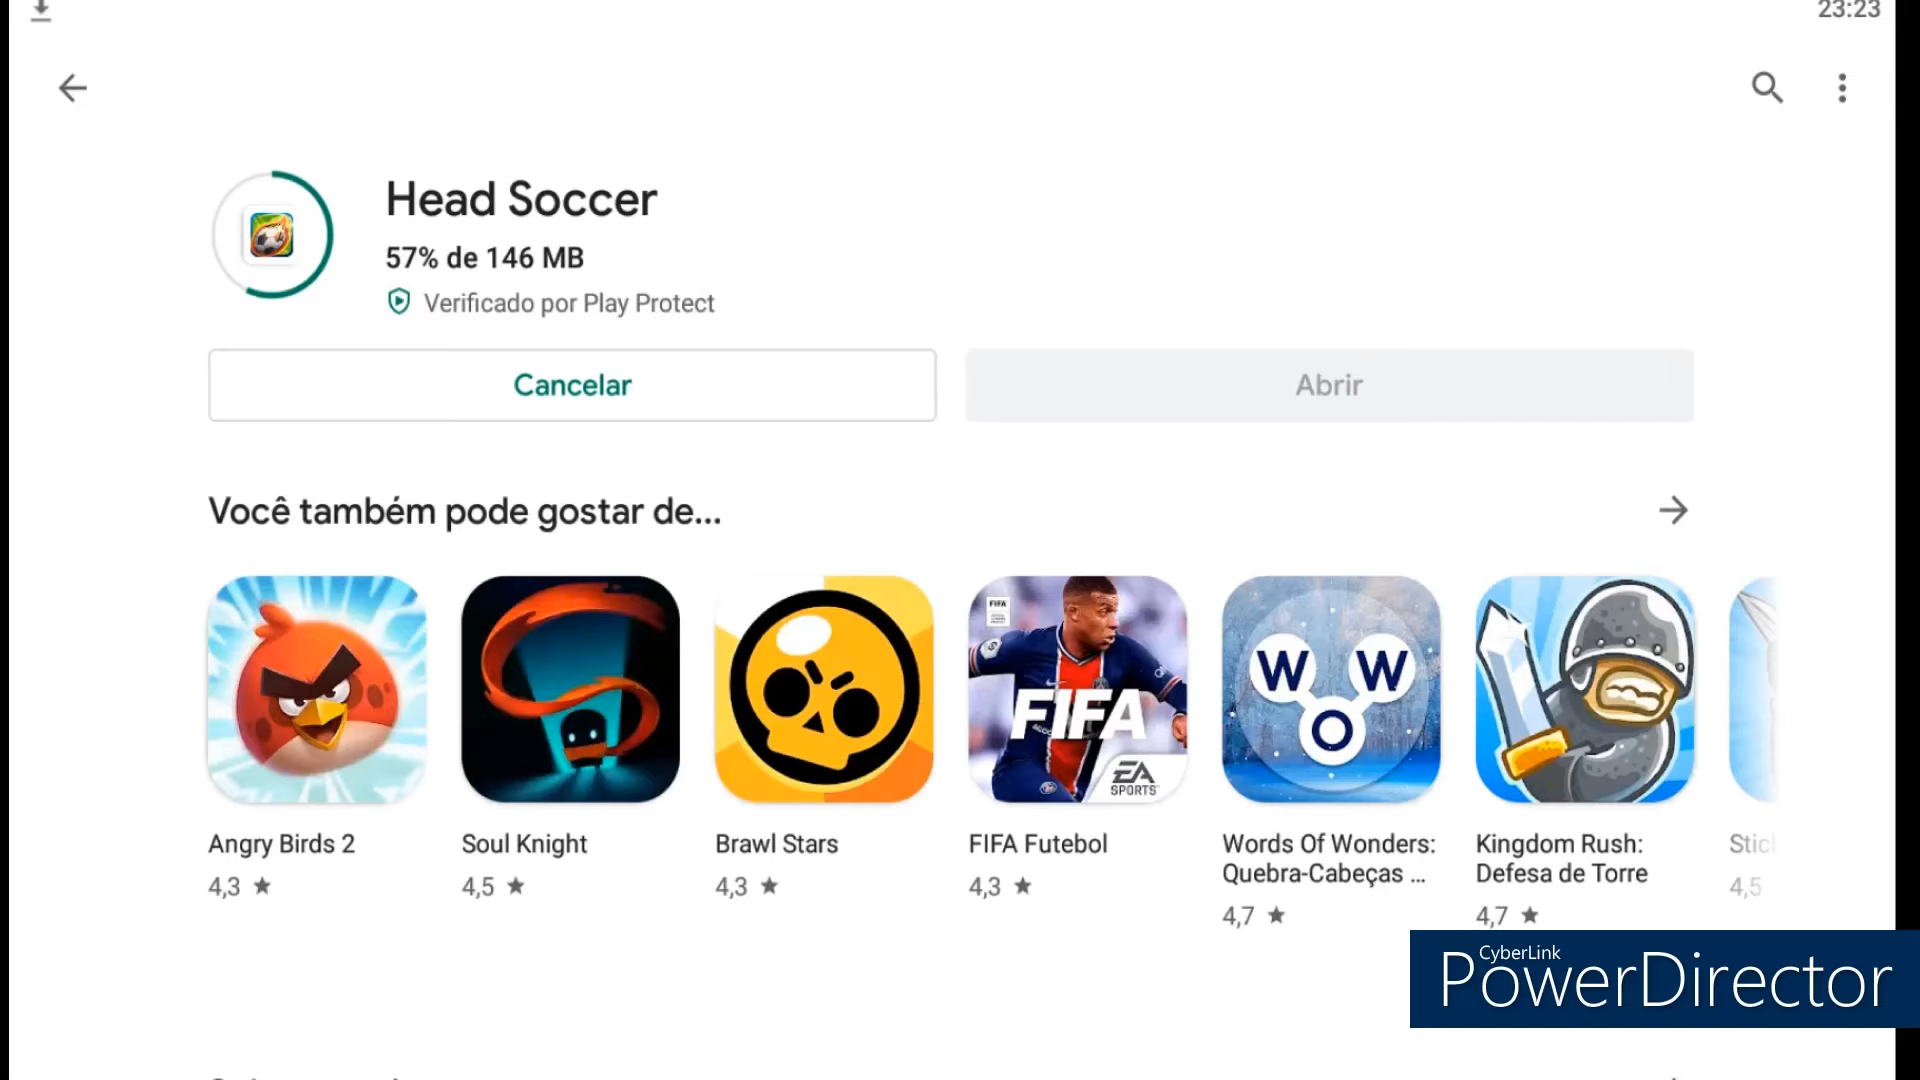 23:23
Head Soccer
57% de 146 MB
Verificado por Play Protect
Cancelar
Abrir
Você também pode gostar de...
FIFA
FIFA
EA
SPORTS
W W
O
Angry Birds 2
Soul Knight
Brawl Stars
FIFA Futebol
Words Of Wonders:
Quebra-Cabeças ...
Kingdom Rush:
Defesa de Torre
Stic
4,3 ★
4,5 ★
4,3 ★
4,3 ★
4,7 ★
4,7 ★
4,5
CyberLink
PowerDirector